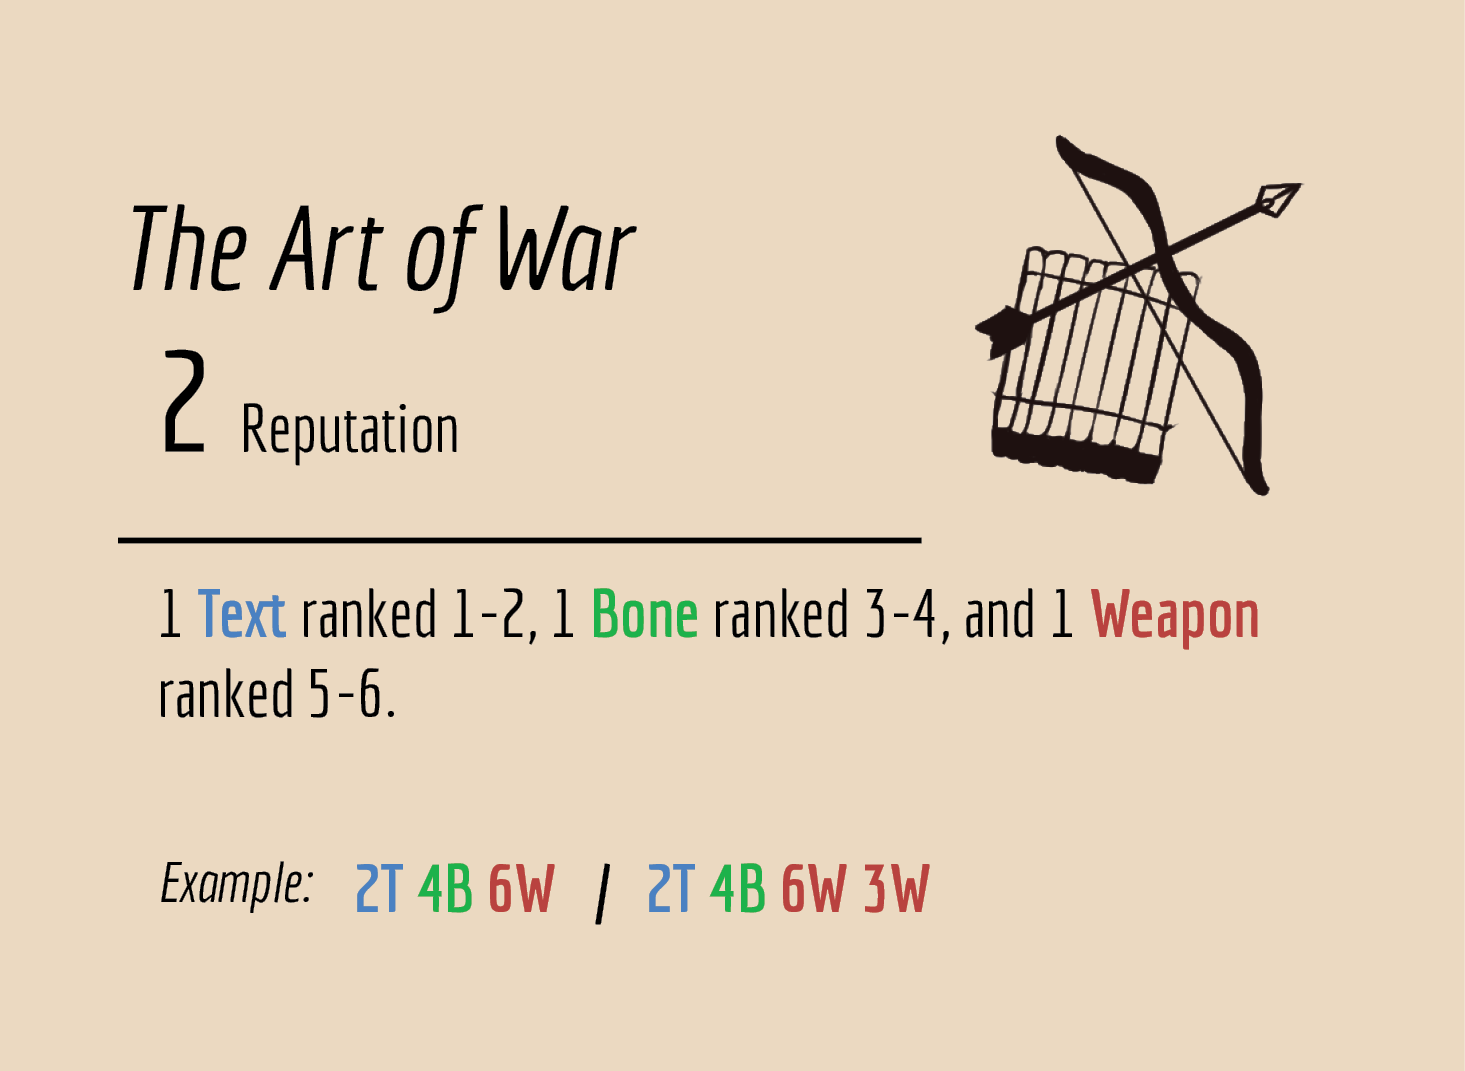 The Art of War
2 Reputation
1 Text ranked 1-2, 1 Bone ranked 3-4, and 1 Weapon
ranked 5-6.
Example: 2T 4B 6W / 2T 4B 6W 3W